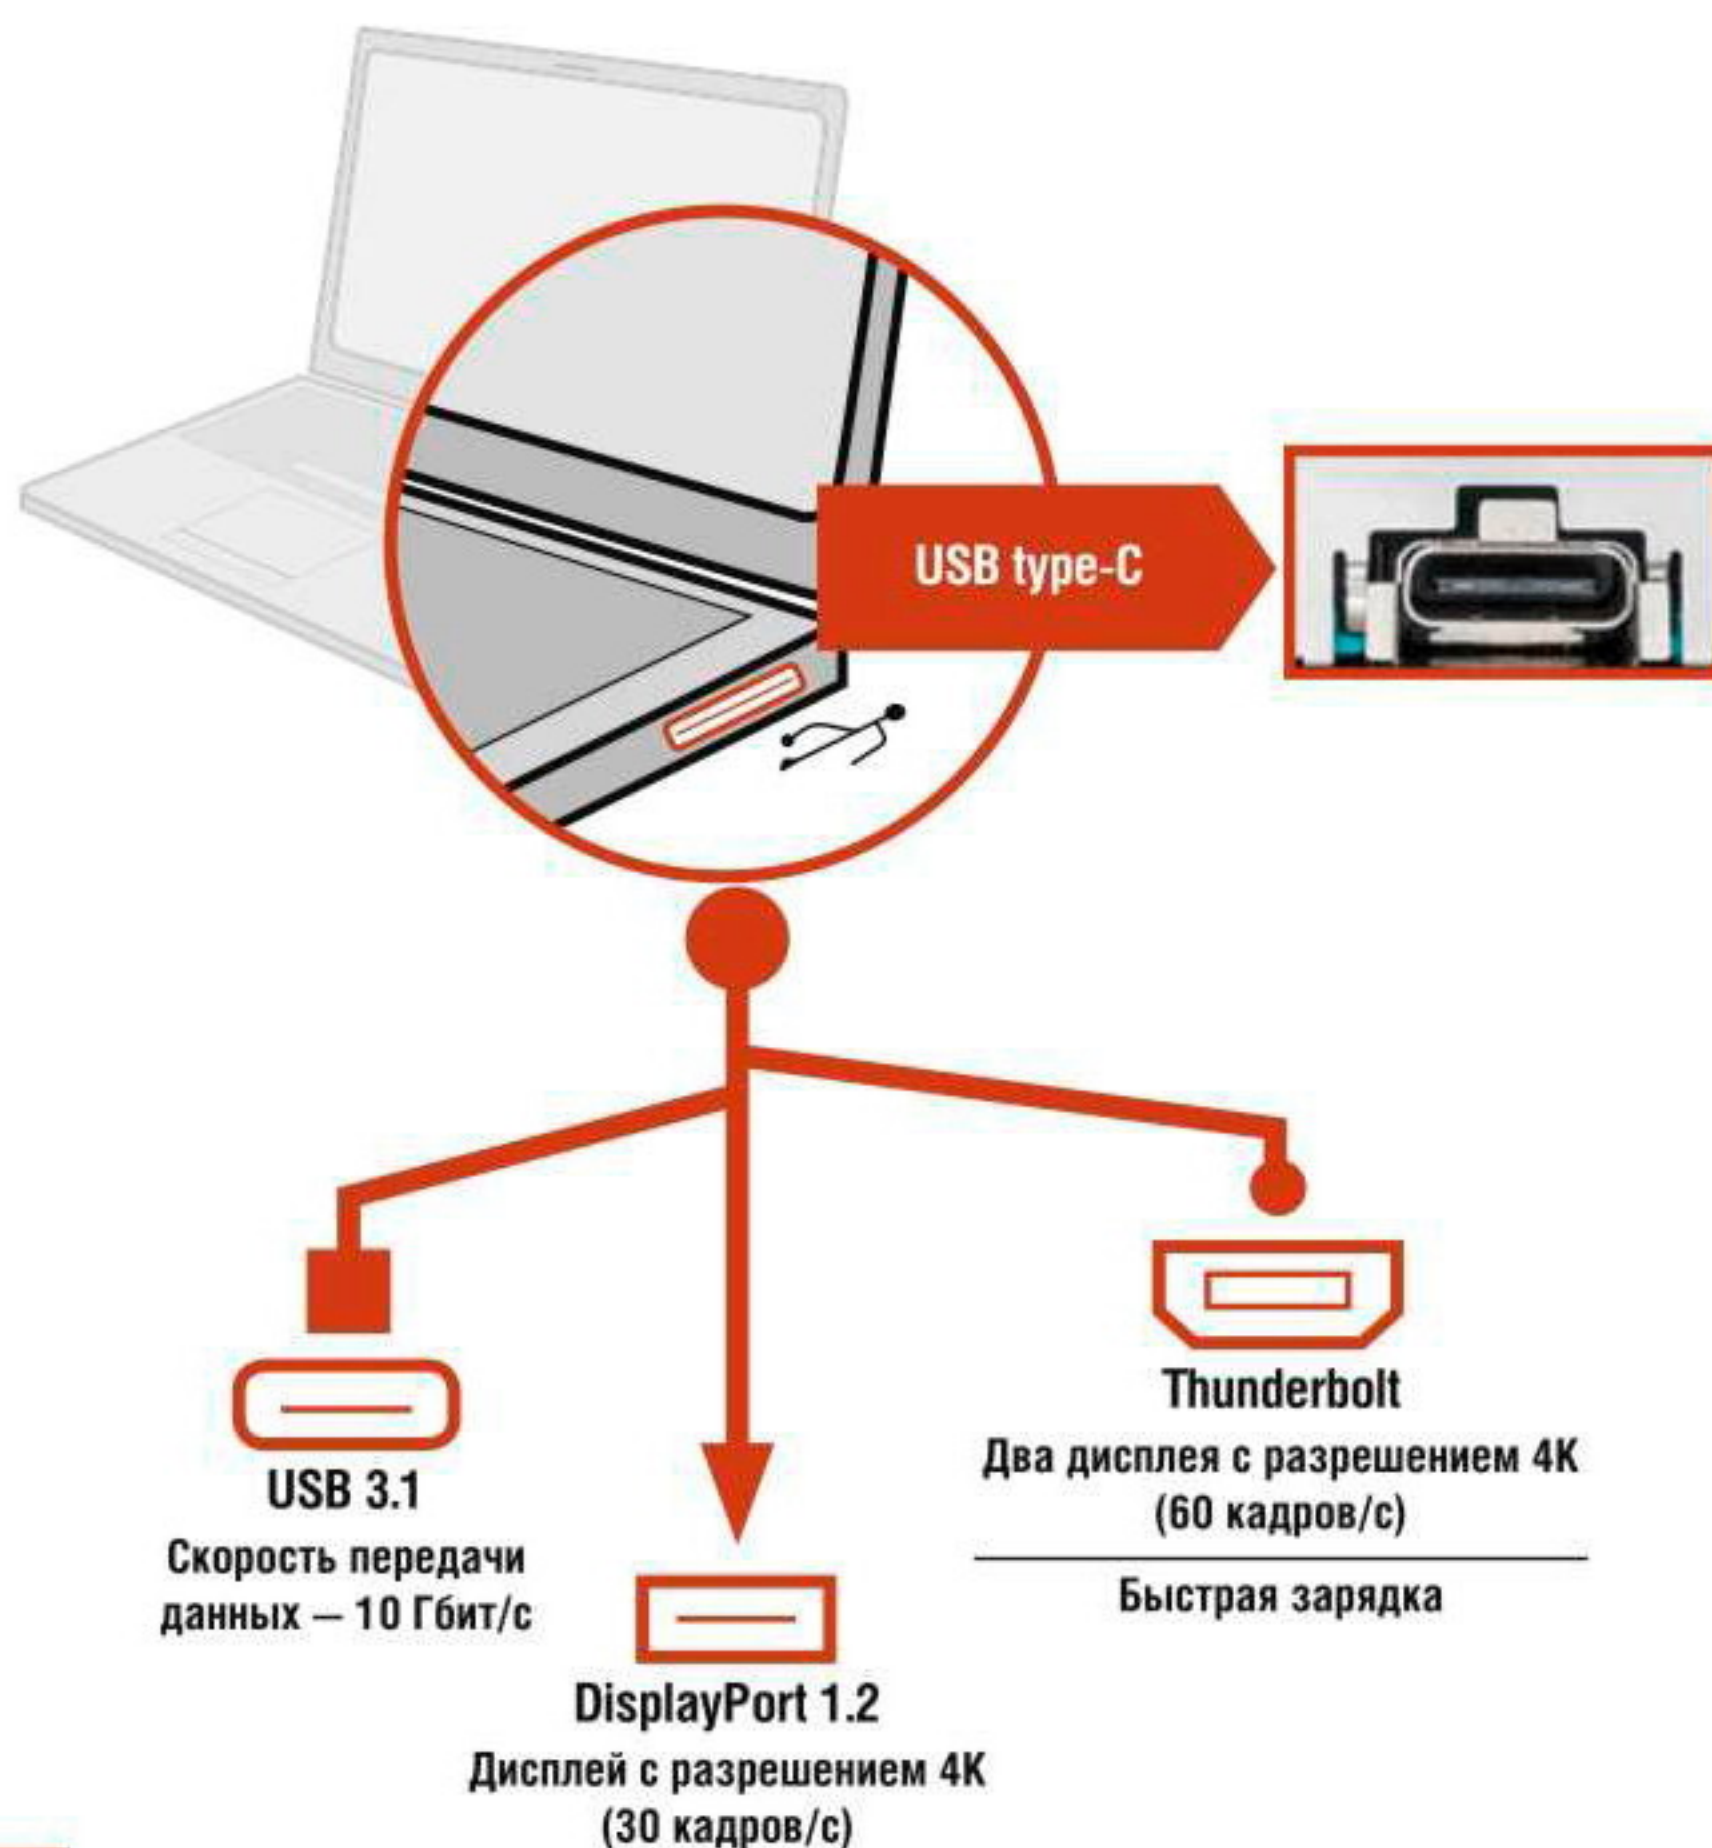 USB type-C
USB 3.1
Скорость передачи
данных — 10 Гбит/с
DisplayPort 1.2
Дисплей с разрешением 4K
(30 кадров/с)
Thunderbolt
Два дисплея с разрешением 4K
(60 кадров/с)
Быстрая зарядка